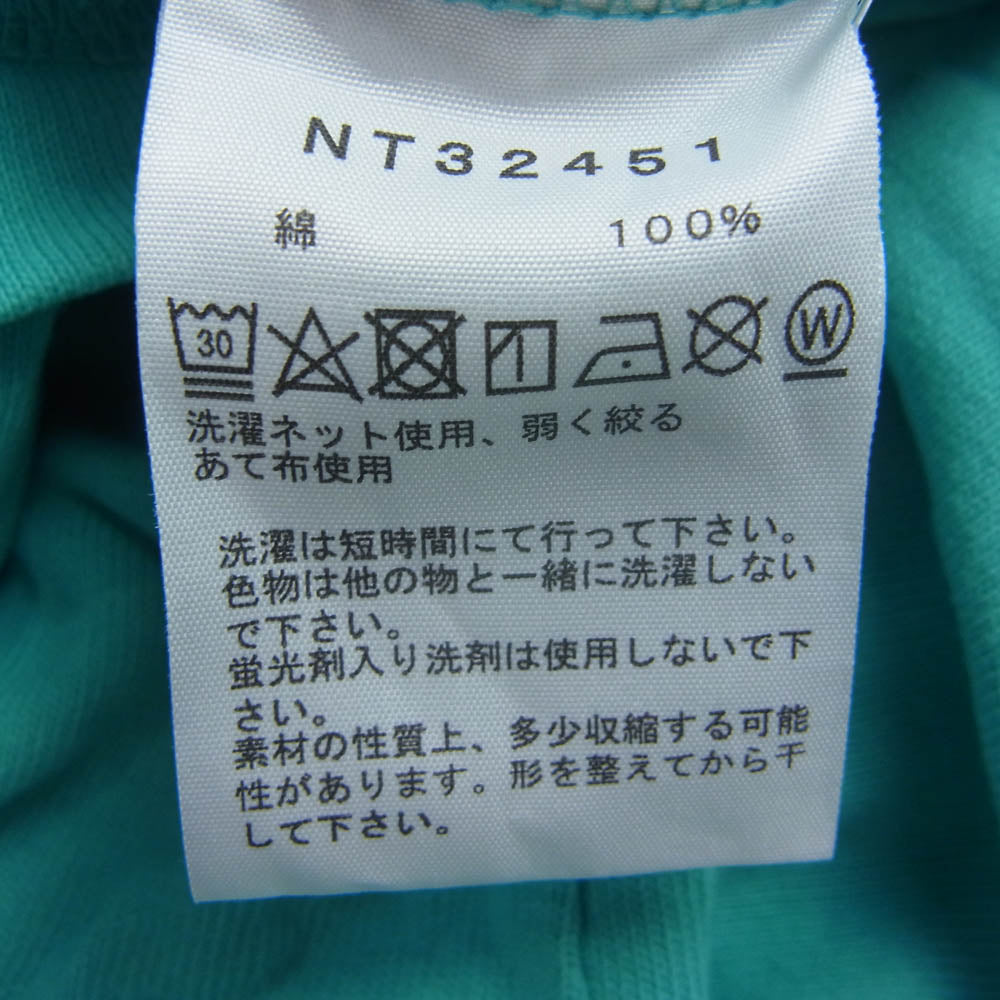 NT32451
綿 100%
30 W
洗濯ネット使用、弱く絞る
あて布使用
洗濯は短時間にて行って下さい。
色物は他の物と一緒に洗濯しない
で下さい。
蛍光剤入り洗剤は使用しないで下
さい。
素材の性質上、多少収縮する可能
性があります。形を整えてから干
して下さい。